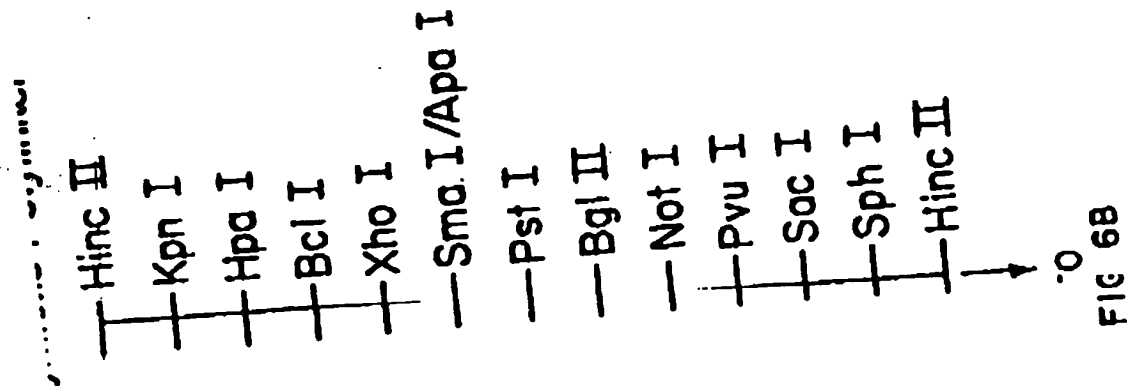 Hinc II
Kpn I
Hpa I
Bcl I
Xho I
Sma I/Apa I
Pst I
Bgl II
Not I
Pvu I
Sac I
Sph I
Hinc II
O.
FIG 6B